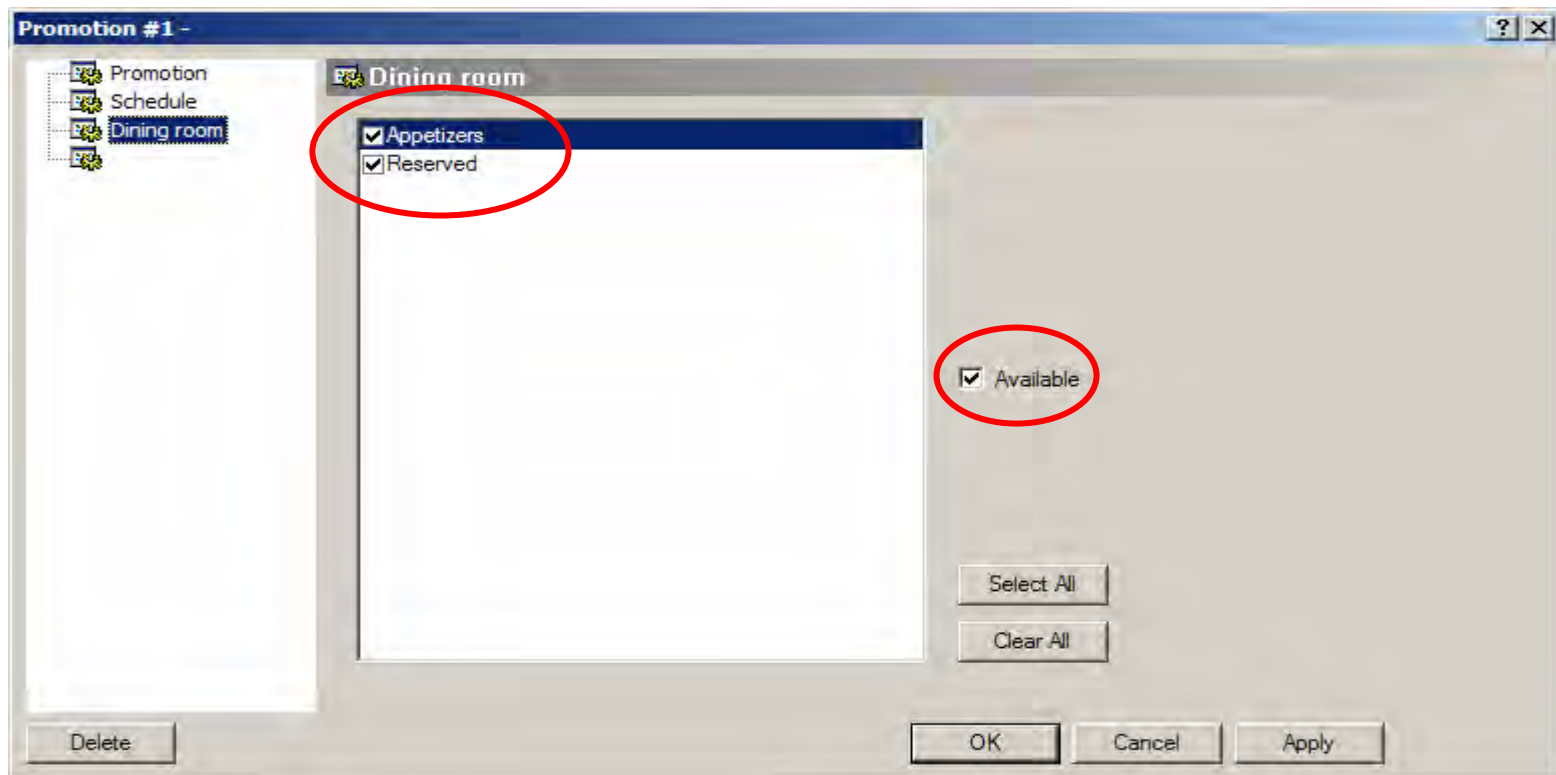 Promotion #1 -
Promotion
Schedule
Dining room
Dining room
Appetizers
Reserved
Available
Select All
Clear All
Delete
OK
Cancel
Apply